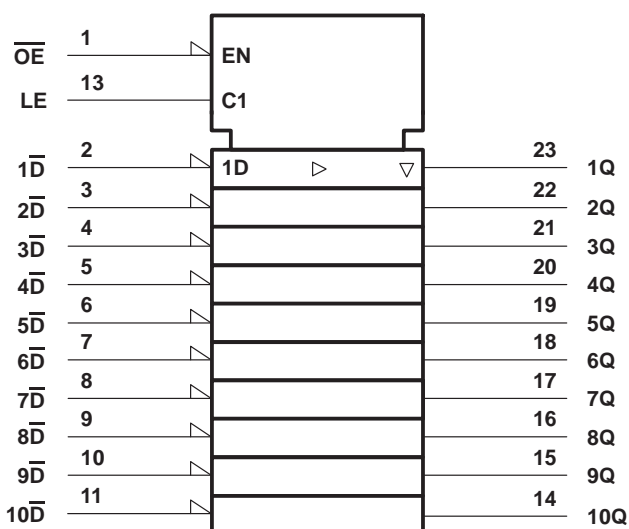 O̅E̅ 1 EN
LE 13 C1
1D̅ 2 1D 23 1Q
2D̅ 3 22 2Q
3D̅ 4 21 3Q
4D̅ 5 20 4Q
5D̅ 6 19 5Q
6D̅ 7 18 6Q
7D̅ 8 17 7Q
8D̅ 9 16 8Q
9D̅ 10 15 9Q
10D̅ 11 14 10Q